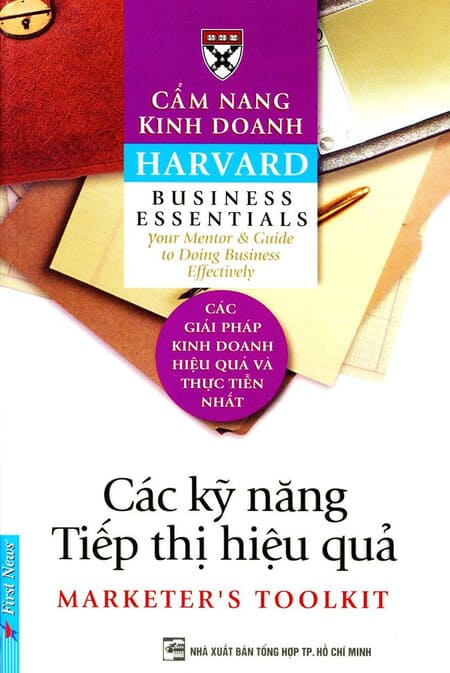 CẨM NANG
KINH DOANH
HARVARD
BUSINESS
ESSENTIALS
your Mentor & Guide
to Doing Business
Effectively
CÁC
GIẢI PHÁP
KINH DOANH
HIỆU QUẢ VÀ
THỰC TIỄN
NHẤT
Các kỹ năng
Tiếp thị hiệu quả
MARKETER'S TOOLKIT
First News
NHÀ XUẤT BẢN TỔNG HỢP TP. HỒ CHÍ MINH